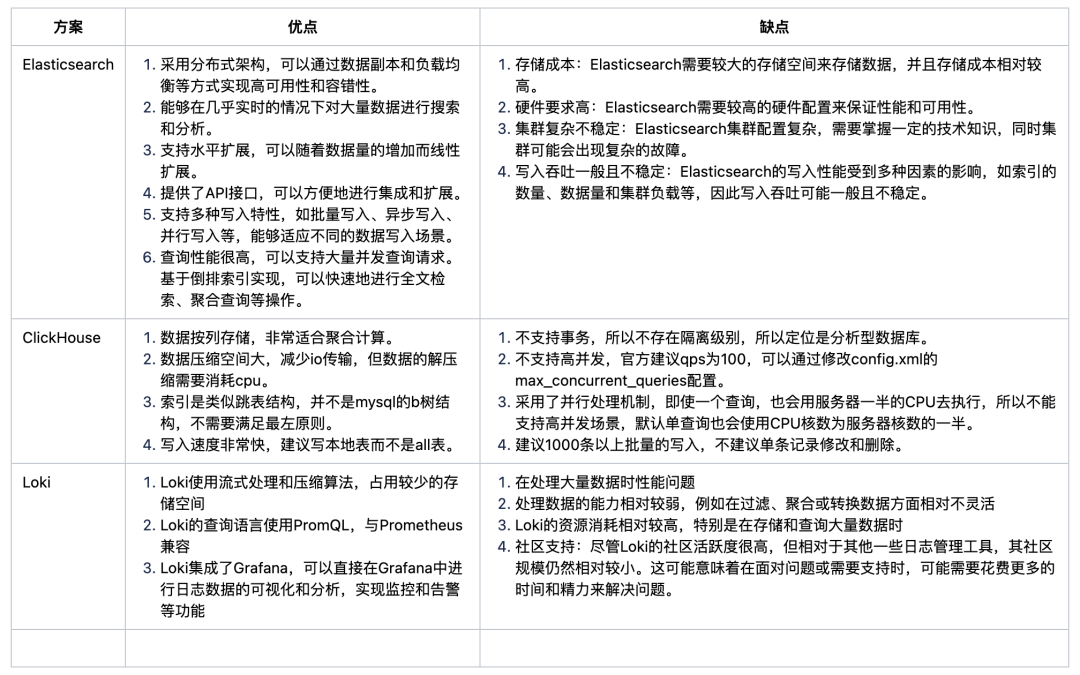 方案
优点
缺点
Elasticsearch
1. 采用分布式架构，可以通过数据副本和负载均
衡等方式实现高可用性和容错性。
2. 能够在几乎实时的情况下对大量数据进行搜索
和分析。
3. 支持水平扩展，可以随着数据量的增加而线性
扩展。
4. 提供了API接口，可以方便地进行集成和扩展。
5. 支持多种写入特性，如批量写入、异步写入、
并行写入等，能够适应不同的数据写入场景。
6. 查询性能很高，可以支持大量并发查询请求。
基于倒排索引实现，可以快速地进行全文检
索、聚合查询等操作。
1. 存储成本：Elasticsearch需要较大的存储空间来存储数据，并且存储成本相对较
高。
2. 硬件要求高：Elasticsearch需要较高的硬件配置来保证性能和可用性。
3. 集群复杂不稳定：Elasticsearch集群配置复杂，需要掌握一定的技术知识，同时集
群可能会出现复杂的故障。
4. 写入吞吐一般且不稳定：Elasticsearch的写入性能受到多种因素的影响，如索引的
数量、数据量和集群负载等，因此写入吞吐可能一般且不稳定。
ClickHouse
1. 数据按列存储，非常适合聚合计算。
2. 数据压缩空间大，减少io传输，但数据的解压
缩需要消耗cpu。
3. 索引是类似跳表结构，并不是mysql的b树结
构，不需要满足最左原则。
4. 写入速度非常快，建议写本地表而不是all表。
1. 不支持事务，所以不存在隔离级别，所以定位是分析型数据库。
2. 不支持高并发，官方建议qps为100，可以通过修改config.xml的
max_concurrent_queries配置。
3. 采用了并行处理机制，即使一个查询，也会用服务器一半的CPU去执行，所以不能
支持高并发场景，默认单查询也会使用CPU核数为服务器核数的一半。
4. 建议1000条以上批量的写入，不建议单条记录修改和删除。
Loki
1. Loki使用流式处理和压缩算法，占用较少的存
储空间
2. Loki的查询语言使用PromQL，与Prometheus
兼容
3. Loki集成了Grafana，可以直接在Grafana中进
行日志数据的可视化和分析，实现监控和告警
等功能
1. 在处理大量数据时性能问题
2. 处理数据的能力相对较弱，例如在过滤、聚合或转换数据方面相对不灵活
3. Loki的资源消耗相对较高，特别是在存储和查询大量数据时
4. 社区支持：尽管Loki的社区活跃度很高，但相对于其他一些日志管理工具，其社区
规模仍然相对较小。这可能意味着在面对问题或需要支持时，可能需要花费更多的
时间和精力来解决问题。